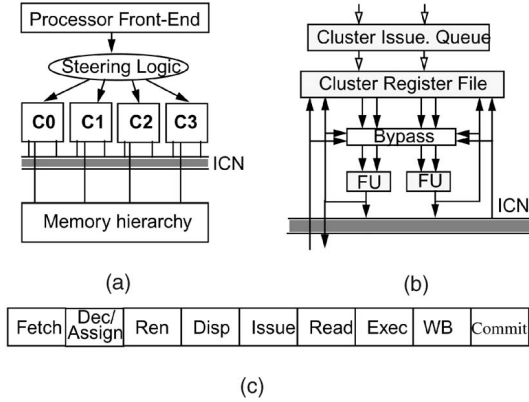 Processor Front-End
Steering Logic
C0 C1 C2 C3
ICN
Memory hierarchy
(a)
Cluster Issue. Queue
Cluster Register File
Bypass
FU FU
ICN
(b)
Fetch Dec/ Assign Ren Disp Issue Read Exec WB Commit
(c)